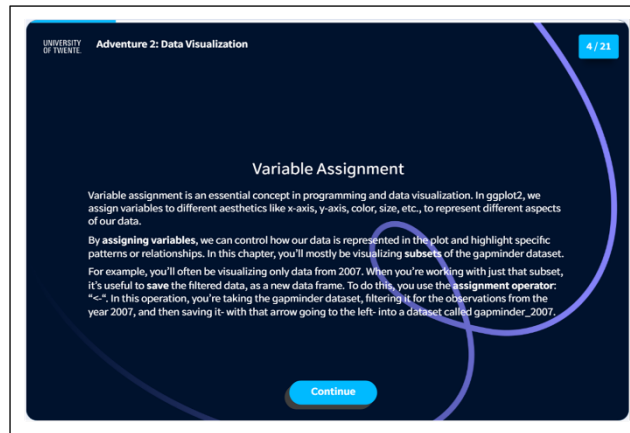 UNIVERSITY
OF TWENTE.
Adventure 2: Data Visualization
4 / 21
Variable Assignment
Variable assignment is an essential concept in programming and data visualization. In ggplot2, we
assign variables to different aesthetics like x-axis, y-axis, color, size, etc., to represent different aspects
of our data.
By assigning variables, we can control how our data is represented in the plot and highlight specific
patterns or relationships. In this chapter, you'll mostly be visualizing subsets of the gapminder dataset.
For example, you'll often be visualizing only data from 2007. When you're working with just that subset,
it's useful to save the filtered data, as a new data frame. To do this, you use the assignment operator:
“<-“. In this operation, you're taking the gapminder dataset, filtering it for the observations from the
year 2007, and then saving it- with that arrow going to the left- into a dataset called gapminder_2007.
Continue